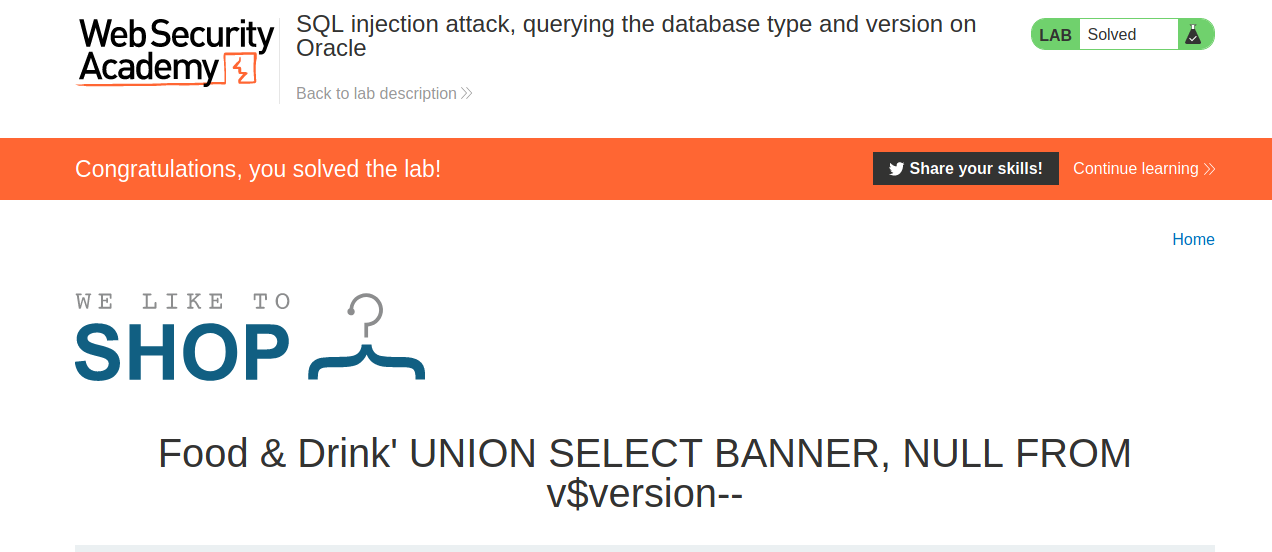 Web Security
Academy
SQL injection attack, querying the database type and version on
Oracle
Back to lab description
LAB Solved
Congratulations, you solved the lab!
Share your skills!
Continue learning
Home
WE LIKE TO
SHOP
Food & Drink' UNION SELECT BANNER, NULL FROM
v$version--